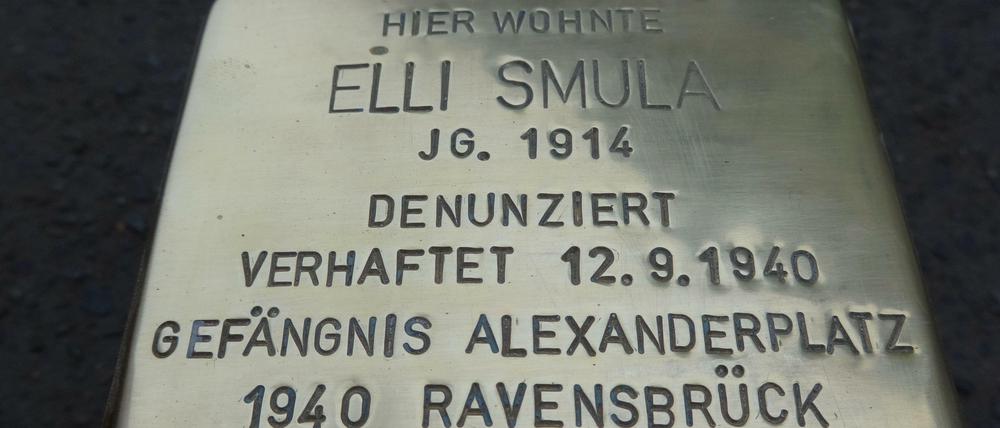 HIER WOHNTE
ELLI SMULA
JG. 1914
DENUNZIERT
VERHAFTET 12.9.1940
GEFÄNGNIS ALEXANDERPLATZ
1940 RAVENSBRÜCK